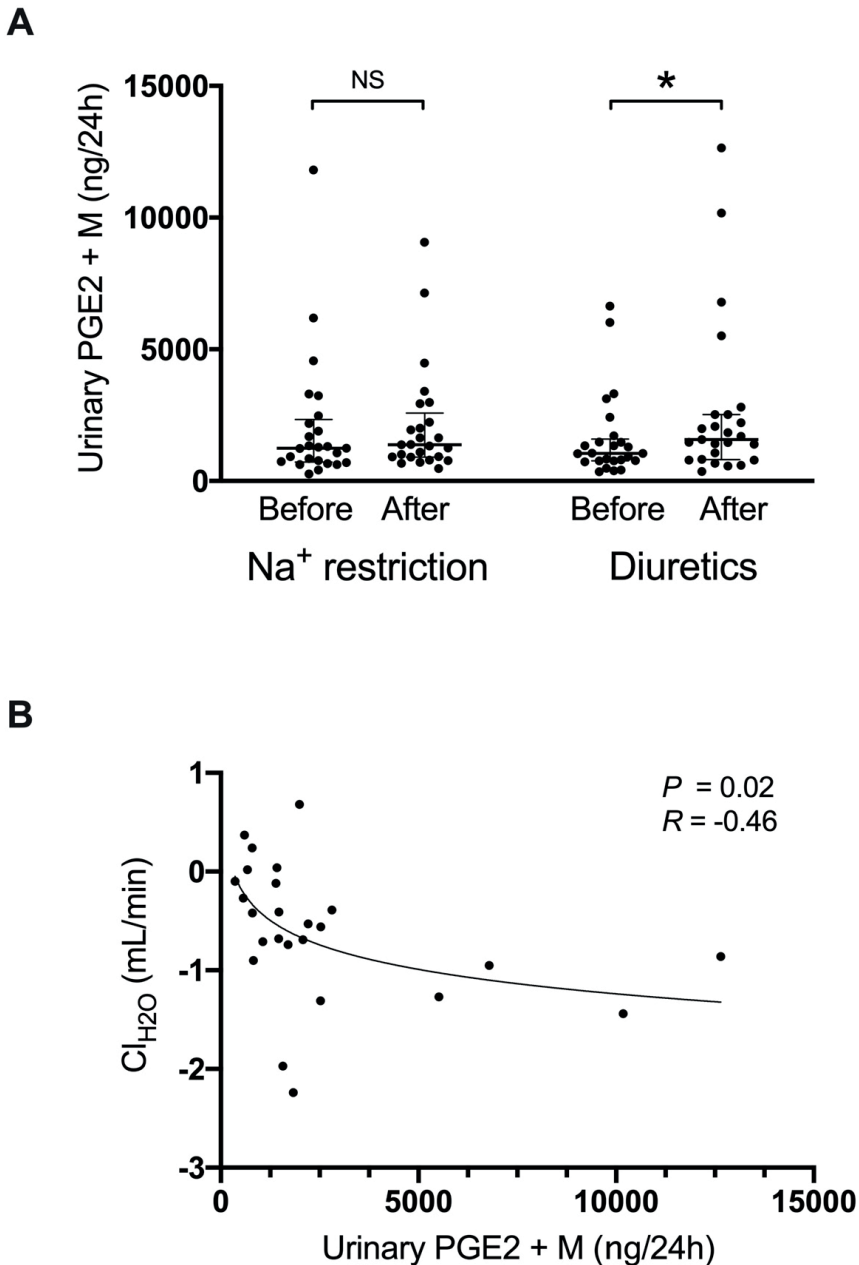 A
Urinary PGE2 + M (ng/24h)
15000
10000
5000
0
NS
*
Before After Before After
Na⁺ restriction Diuretics
B
Cl_H2O (mL/min)
1
0
-1
-2
-3
P = 0.02
R = -0.46
0 5000 10000 15000
Urinary PGE2 + M (ng/24h)